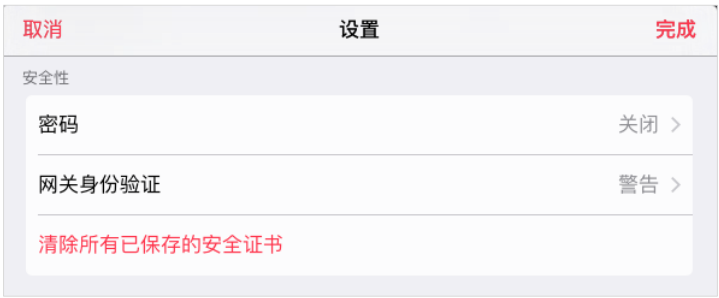 取消 设置 完成
安全性
密码 关闭
网关身份验证 警告
清除所有已保存的安全证书